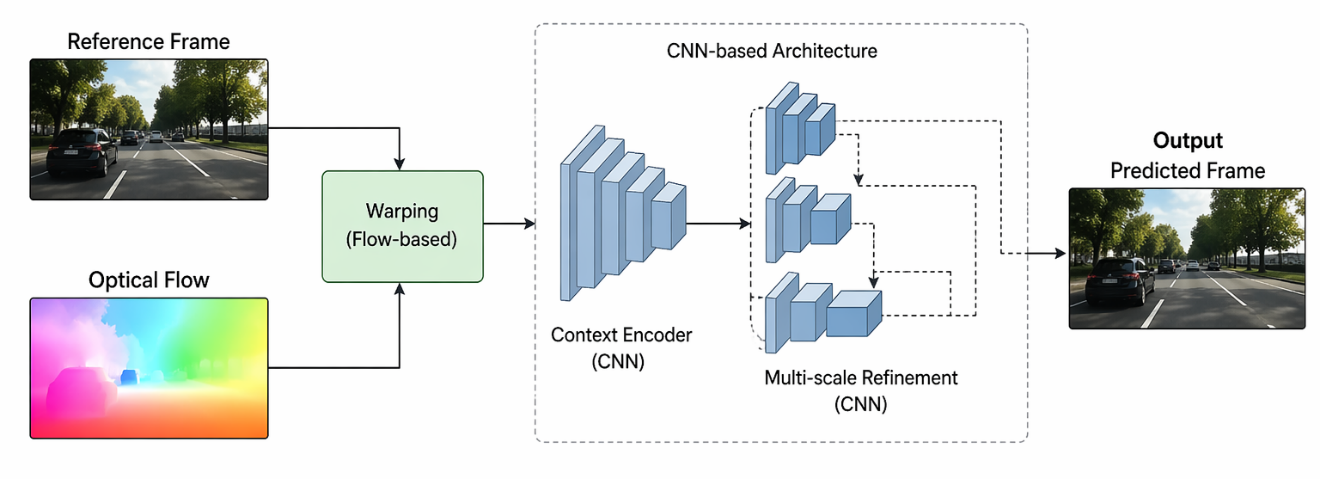 Reference Frame
Optical Flow
Warping
(Flow-based)
CNN-based Architecture
Context Encoder
(CNN)
Multi-scale Refinement
(CNN)
Output
Predicted Frame